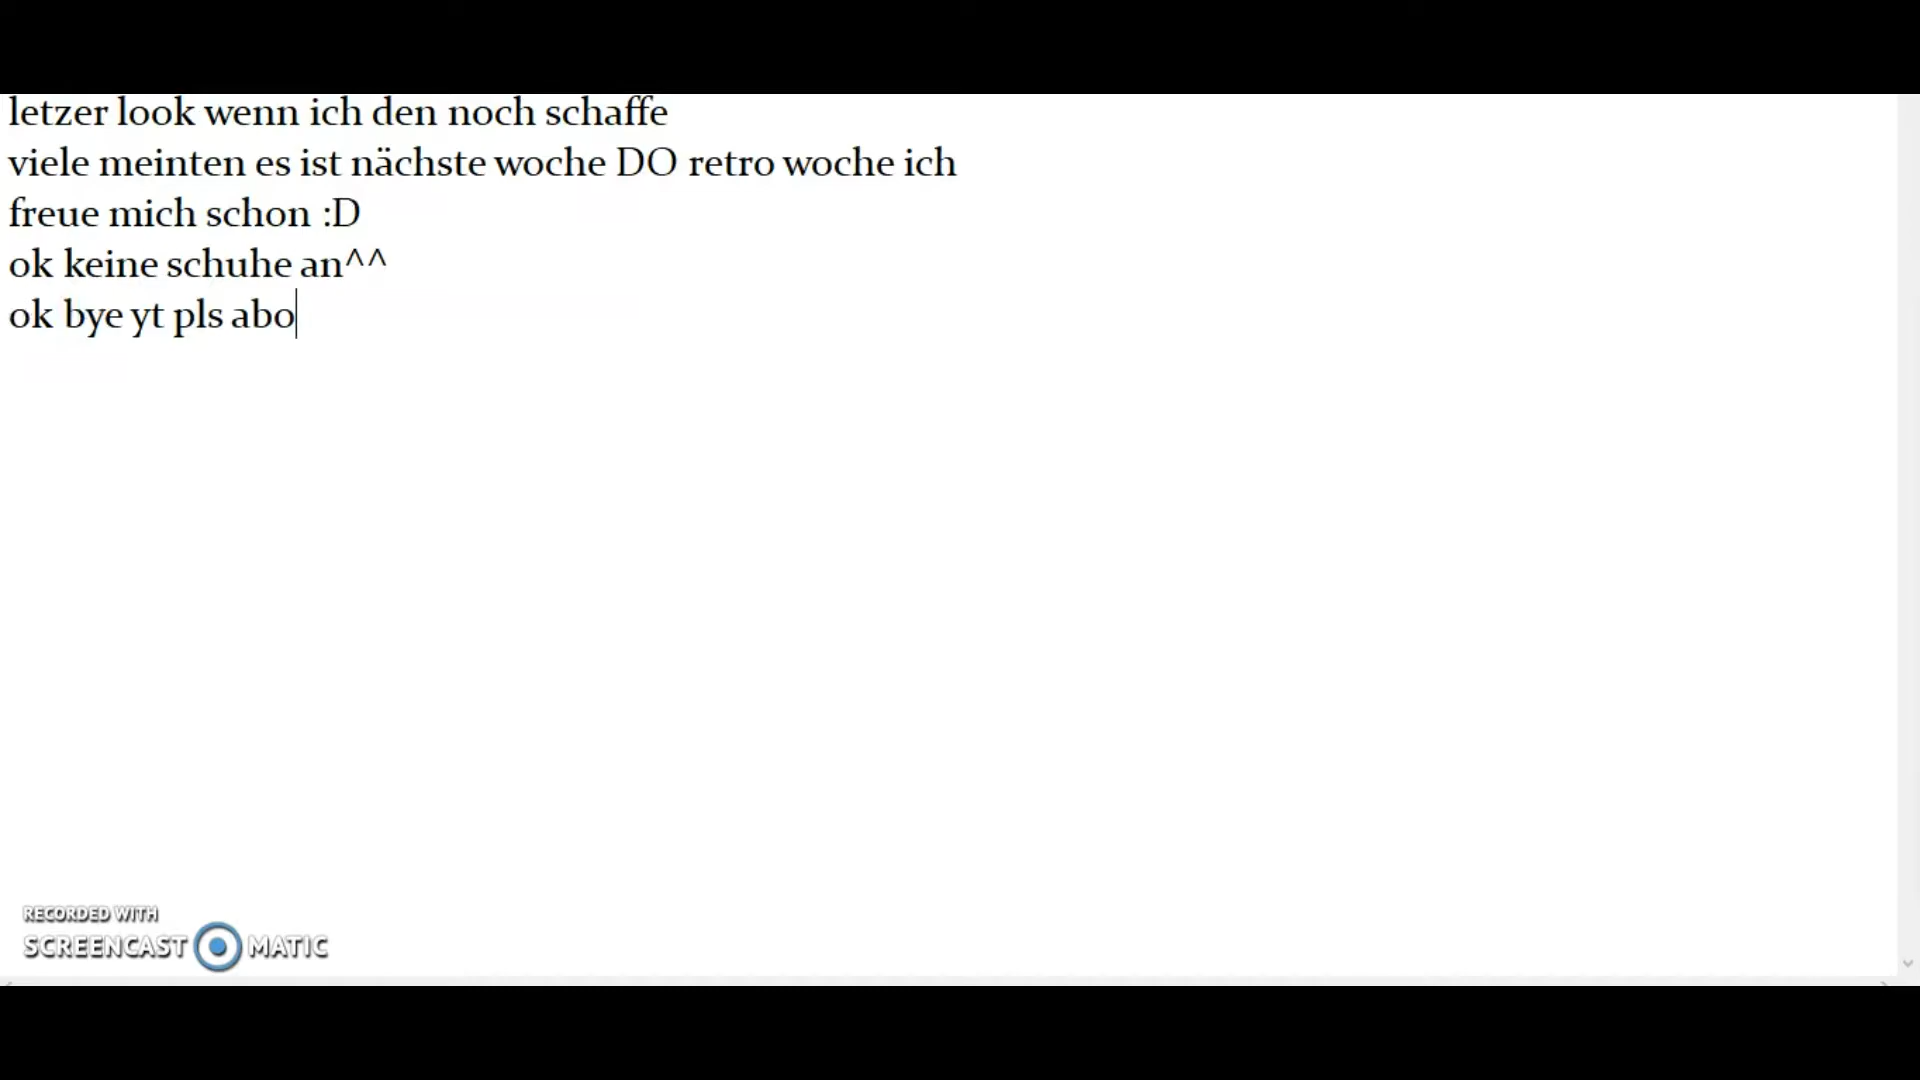 letzer look wenn ich den noch schaffe
viele meinten es ist nächste woche DO retro woche ich
freue mich schon :D
ok keine schuhe an^^
ok bye yt pls abo
RECORDED WITH
SCREENCAST MATIC